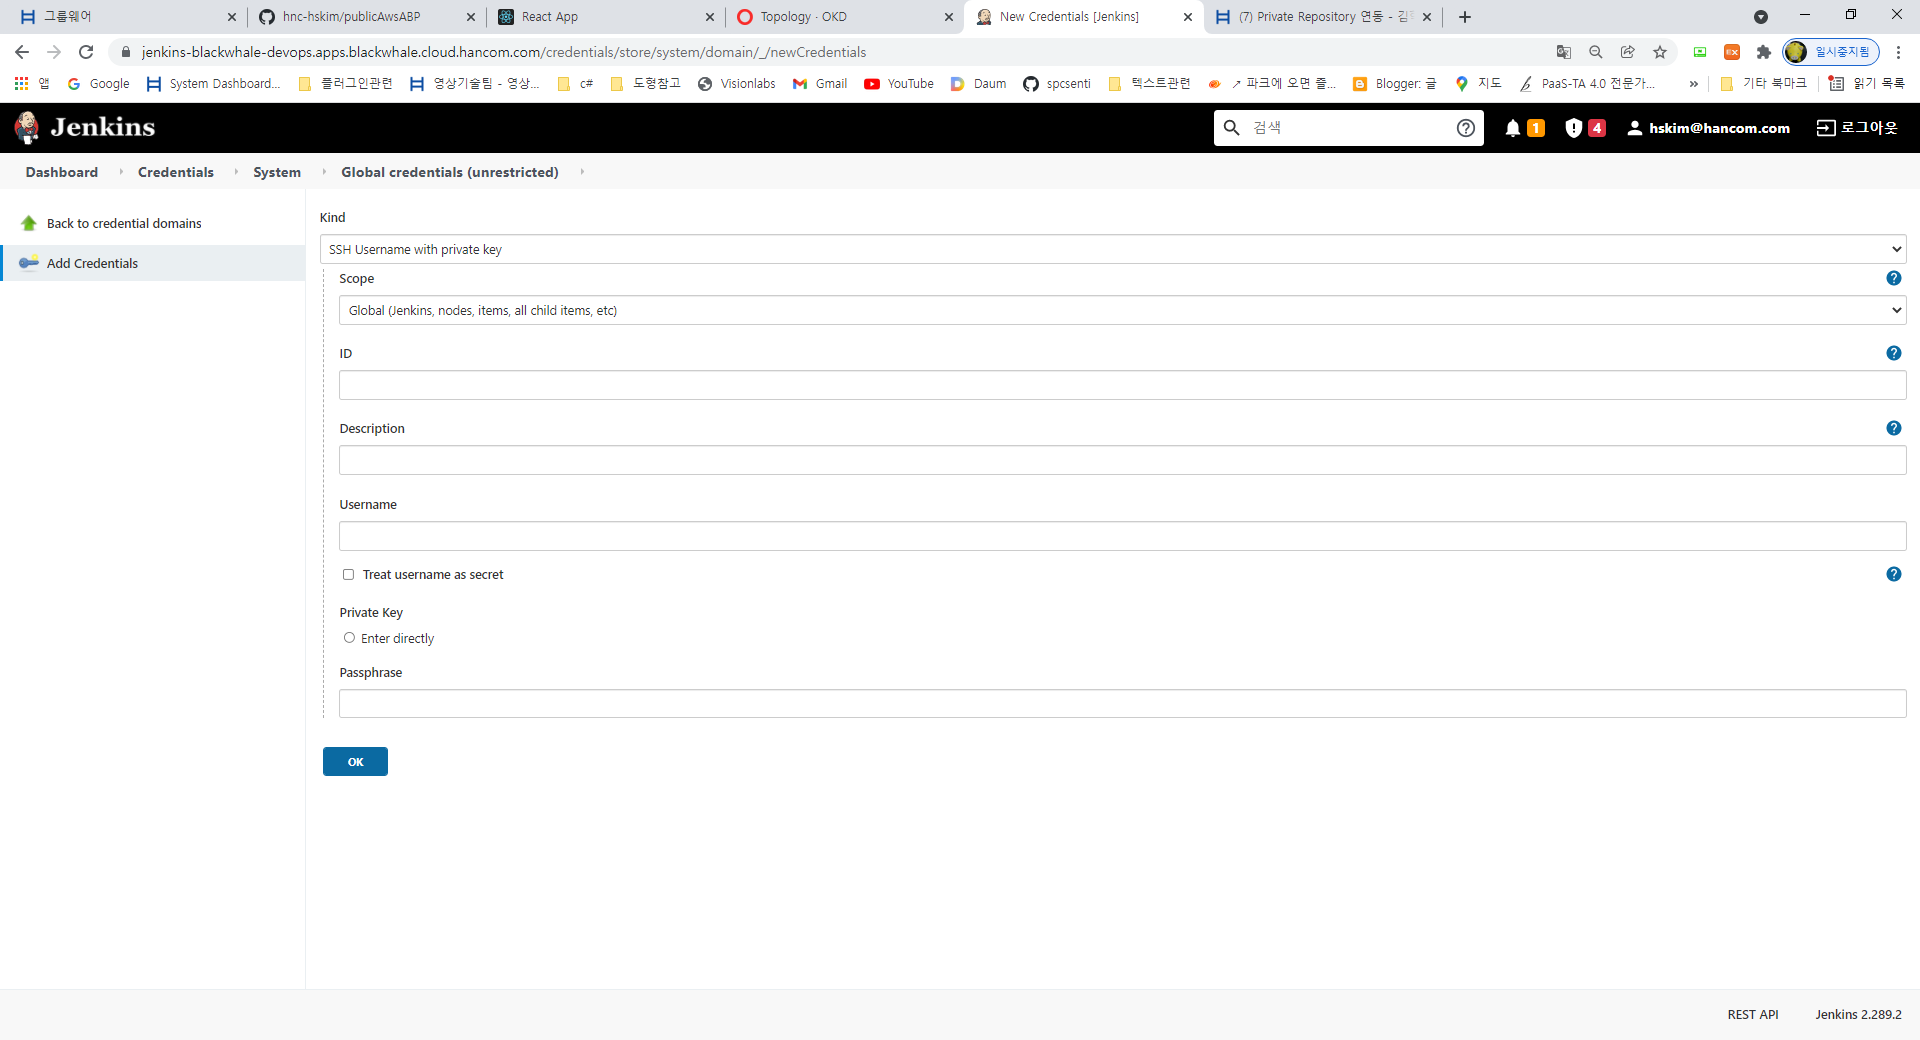 그룹웨어
hnc-hskim/publicAwsABP
React App
Topology · OKD
New Credentials [Jenkins]
(7) Private Repository 연동 - 김
jenkins-blackwhale-devops.apps.blackwhale.cloud.hancom.com/credentials/store/system/domain/_/newCredentials
EX
일시중지됨
앱
Google
System Dashboard...
플러그인관련
영상기술팀 - 영상...
c#
도형참고
Visionlabs
Gmail
YouTube
Daum
spcsenti
텍스트관련
↗ 파크에 오면 즐...
Blogger: 글
지도
PaaS-TA 4.0 전문가...
»
기타 북마크
읽기 목록
Jenkins
검색
1
4
hskim@hancom.com
로그아웃
Dashboard
Credentials
System
Global credentials (unrestricted)
Back to credential domains
Add Credentials
Kind
SSH Username with private key
Scope
Global (Jenkins, nodes, items, all child items, etc)
ID
Description
Username
Treat username as secret
Private Key
Enter directly
Passphrase
OK
REST API
Jenkins 2.289.2